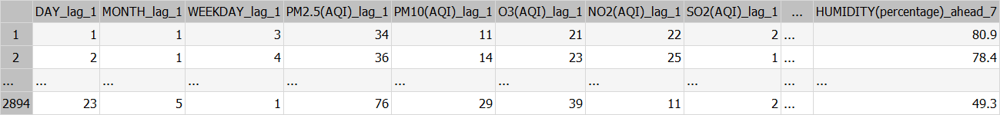 DAY_lag_1 MONTH_lag_1 WEEKDAY_lag_1 PM2.5(AQI)_lag_1 PM10(AQI)_lag_1 O3(AQI)_lag_1 NO2(AQI)_lag_1 SO2(AQI)_lag_1 ... HUMIDITY(percentage)_ahead_7
1 1 1 3 34 11 21 22 2 ... 80.9
2 2 1 4 36 14 23 25 1 ... 78.4
... ... ... ... ... ... ... ... ... ... ...
2894 23 5 1 76 29 39 11 2 ... 49.3